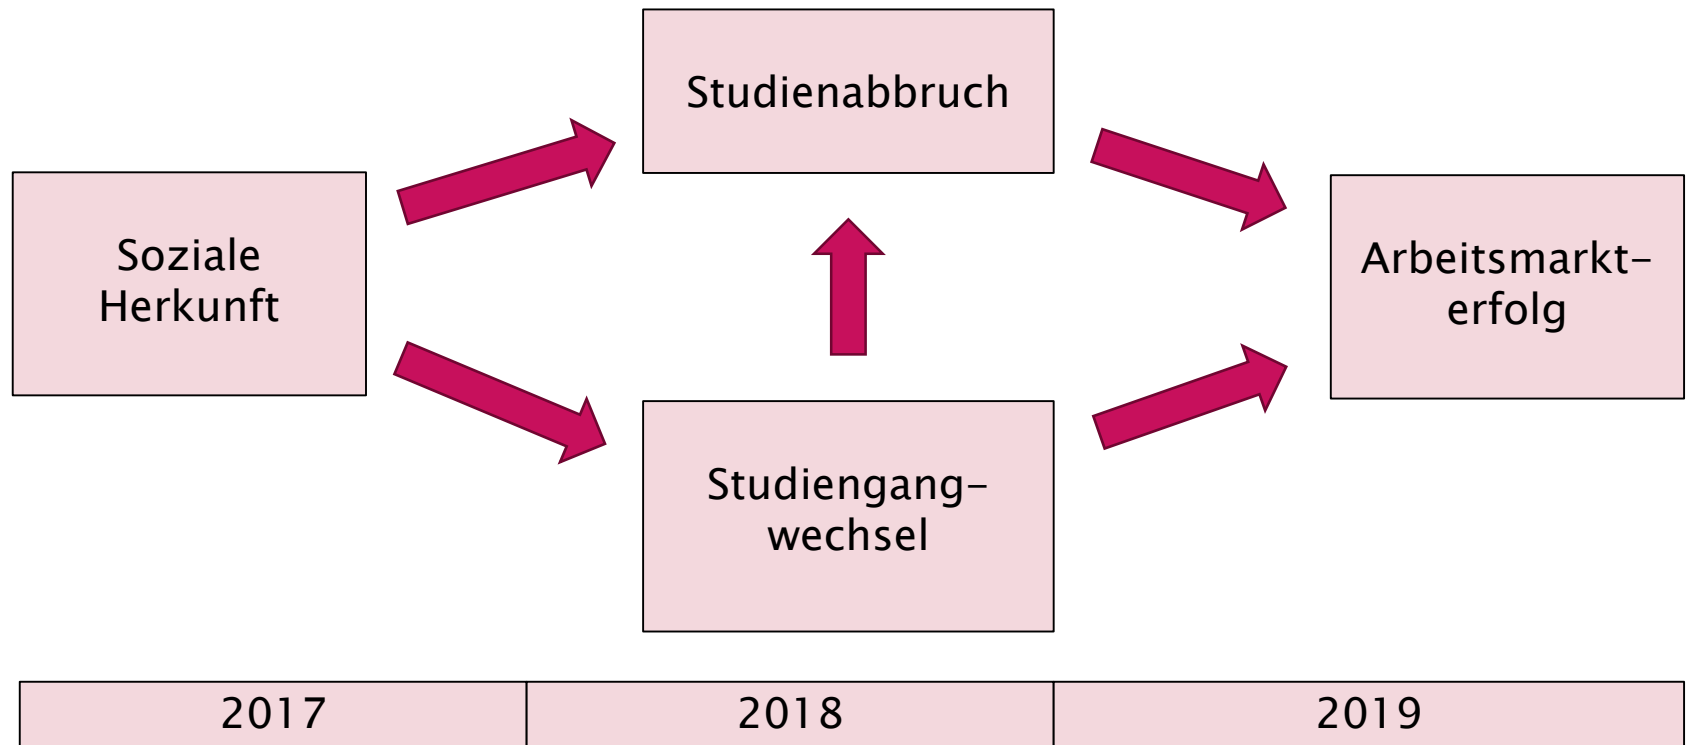 Studienabbruch
Soziale
Herkunft
Arbeitsmarkt-
erfolg
Studiengang-
wechsel
2017
2018
2019